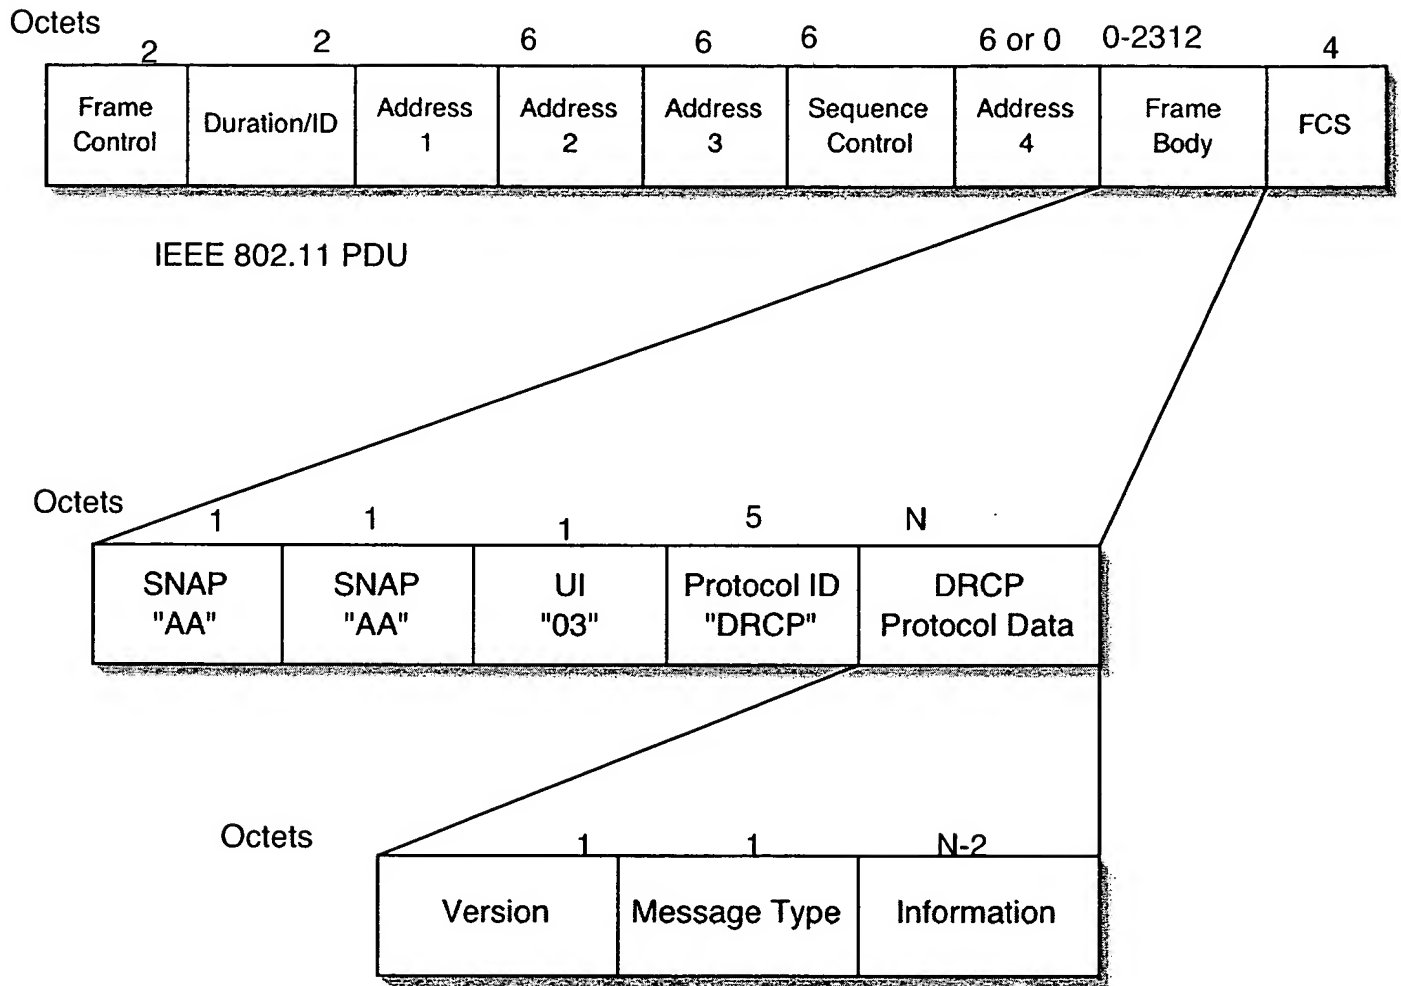 Octets
2 2 6 6 6 6 or 0 0-2312 4
Frame Control
Duration/ID
Address 1
Address 2
Address 3
Sequence Control
Address 4
Frame Body
FCS
IEEE 802.11 PDU
Octets
1 1 1 5 N
SNAP "AA"
SNAP "AA"
UI "03"
Protocol ID "DRCP"
DRCP Protocol Data
Octets
1 1 N-2
Version
Message Type
Information